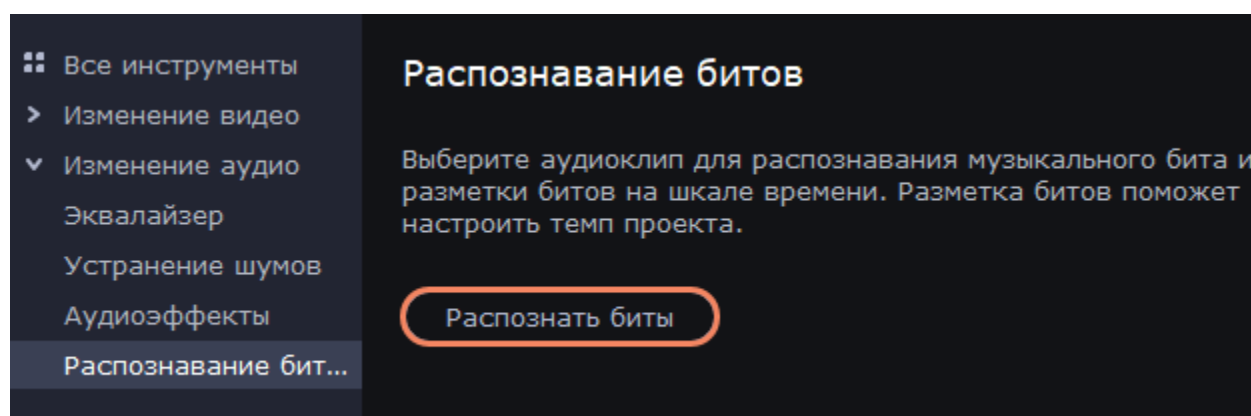 Все инструменты
Изменение видео
Изменение аудио
Эквалайзер
Устранение шумов
Аудиоэффекты
Распознавание бит...
Распознавание битов
Выберите аудиоклип для распознавания музыкального бита и
разметки битов на шкале времени. Разметка битов поможет
настроить темп проекта.
Распознать биты